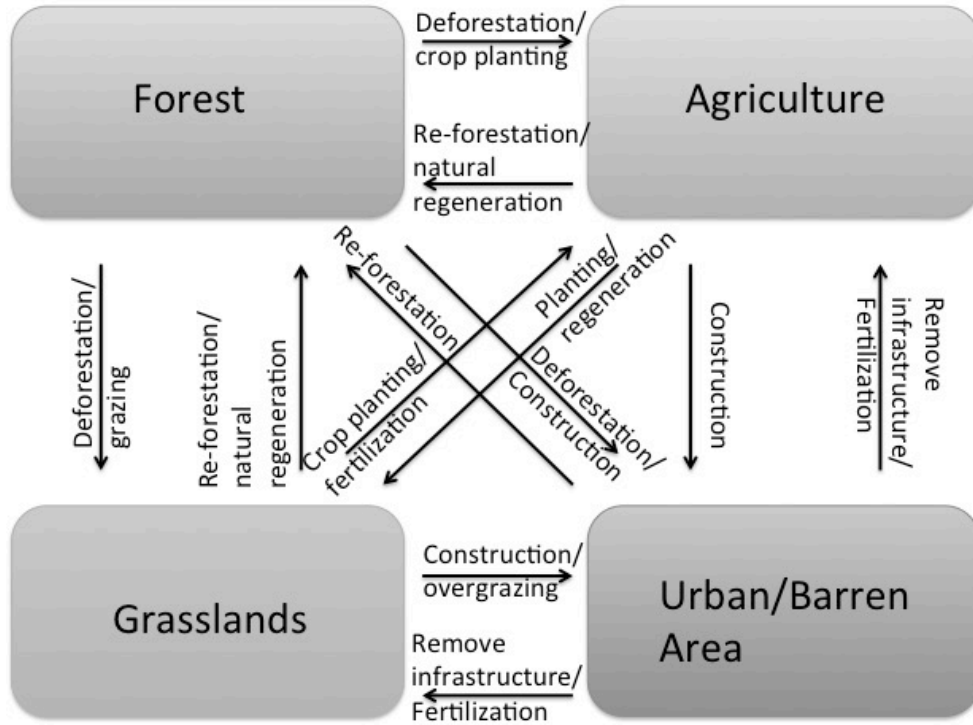 Deforestation/
crop planting
Forest
Agriculture
Re-forestation/
natural
regeneration
Deforestation/
grazing
Re-forestation/
natural
regeneration
Re-forestation
Crop planting/
fertilization
Planting/
regeneration
Deforestation/
Construction
Construction
Remove
infrastructure/
Fertilization
Grasslands
Construction/
overgrazing
Remove
infrastructure/
Fertilization
Urban/Barren
Area